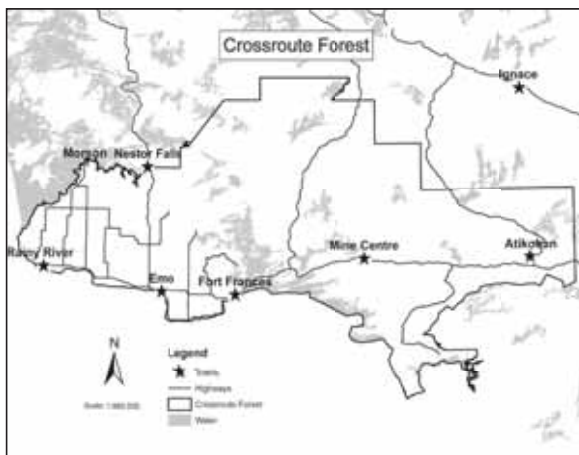 Crossroute Forest
Ignace
Morson Nestor Falls
Rainy River
Emo
Fort Frances
Mine Centre
Atikokan
N
Legend
Towns
Highways
Crossroute Forest
Water